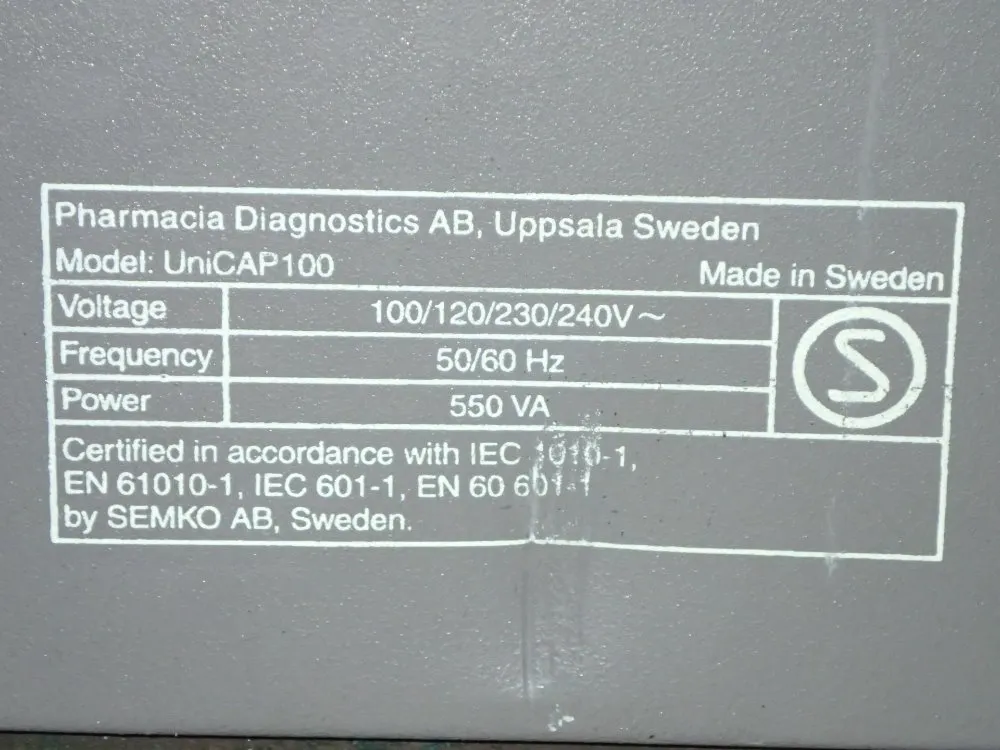 Pharmacia Diagnostics AB, Uppsala Sweden
Model: UniCAP100 Made in Sweden
Voltage 100/120/230/240V~
Frequency 50/60 Hz
Power 550 VA
S
Certified in accordance with IEC 1010-1,
EN 61010-1, IEC 601-1, EN 60 601-1
by SEMKO AB, Sweden.